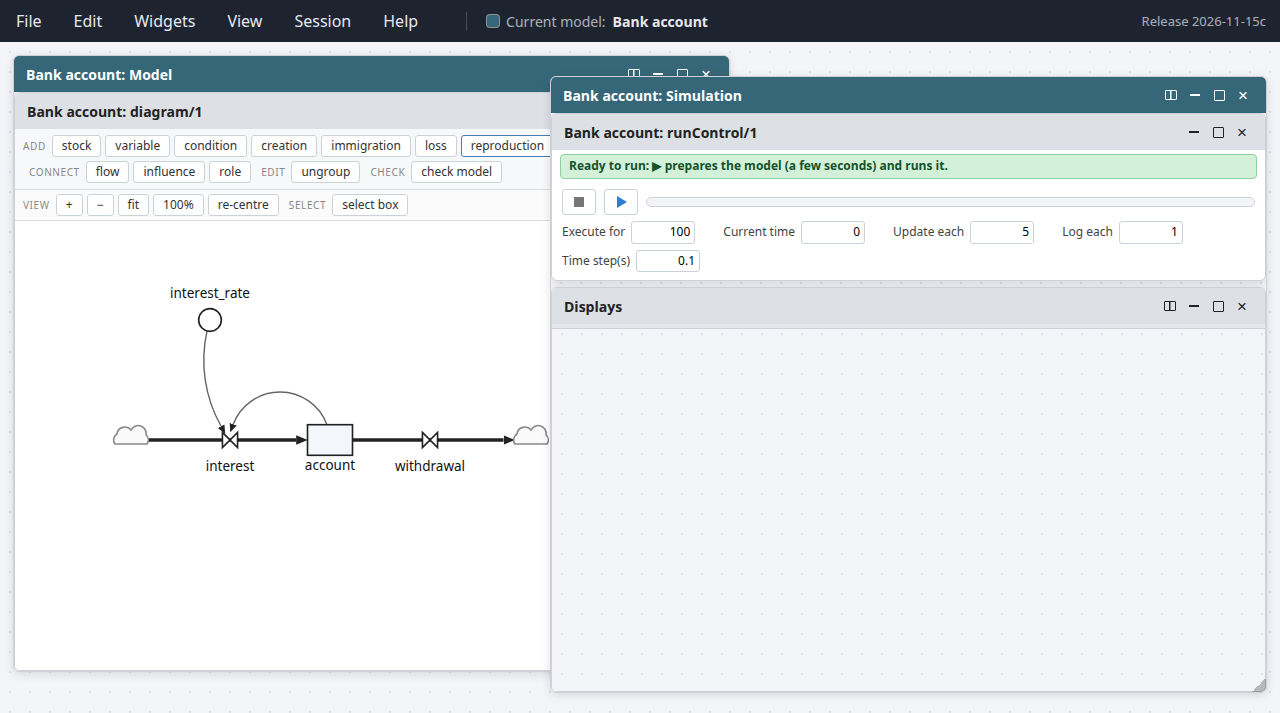 File Edit Widgets View Session Help Current model: Bank account Release 2026-11-15c
Bank account: Model
Bank account: diagram/1
ADD stock variable condition creation immigration loss reproduction
CONNECT flow influence role EDIT ungroup CHECK check model
VIEW + − fit 100% re-centre SELECT select box
interest_rate
interest account withdrawal
Bank account: Simulation
Bank account: runControl/1
Ready to run: ▶ prepares the model (a few seconds) and runs it.
Execute for 100 Current time 0 Update each 5 Log each 1
Time step(s) 0.1
Displays